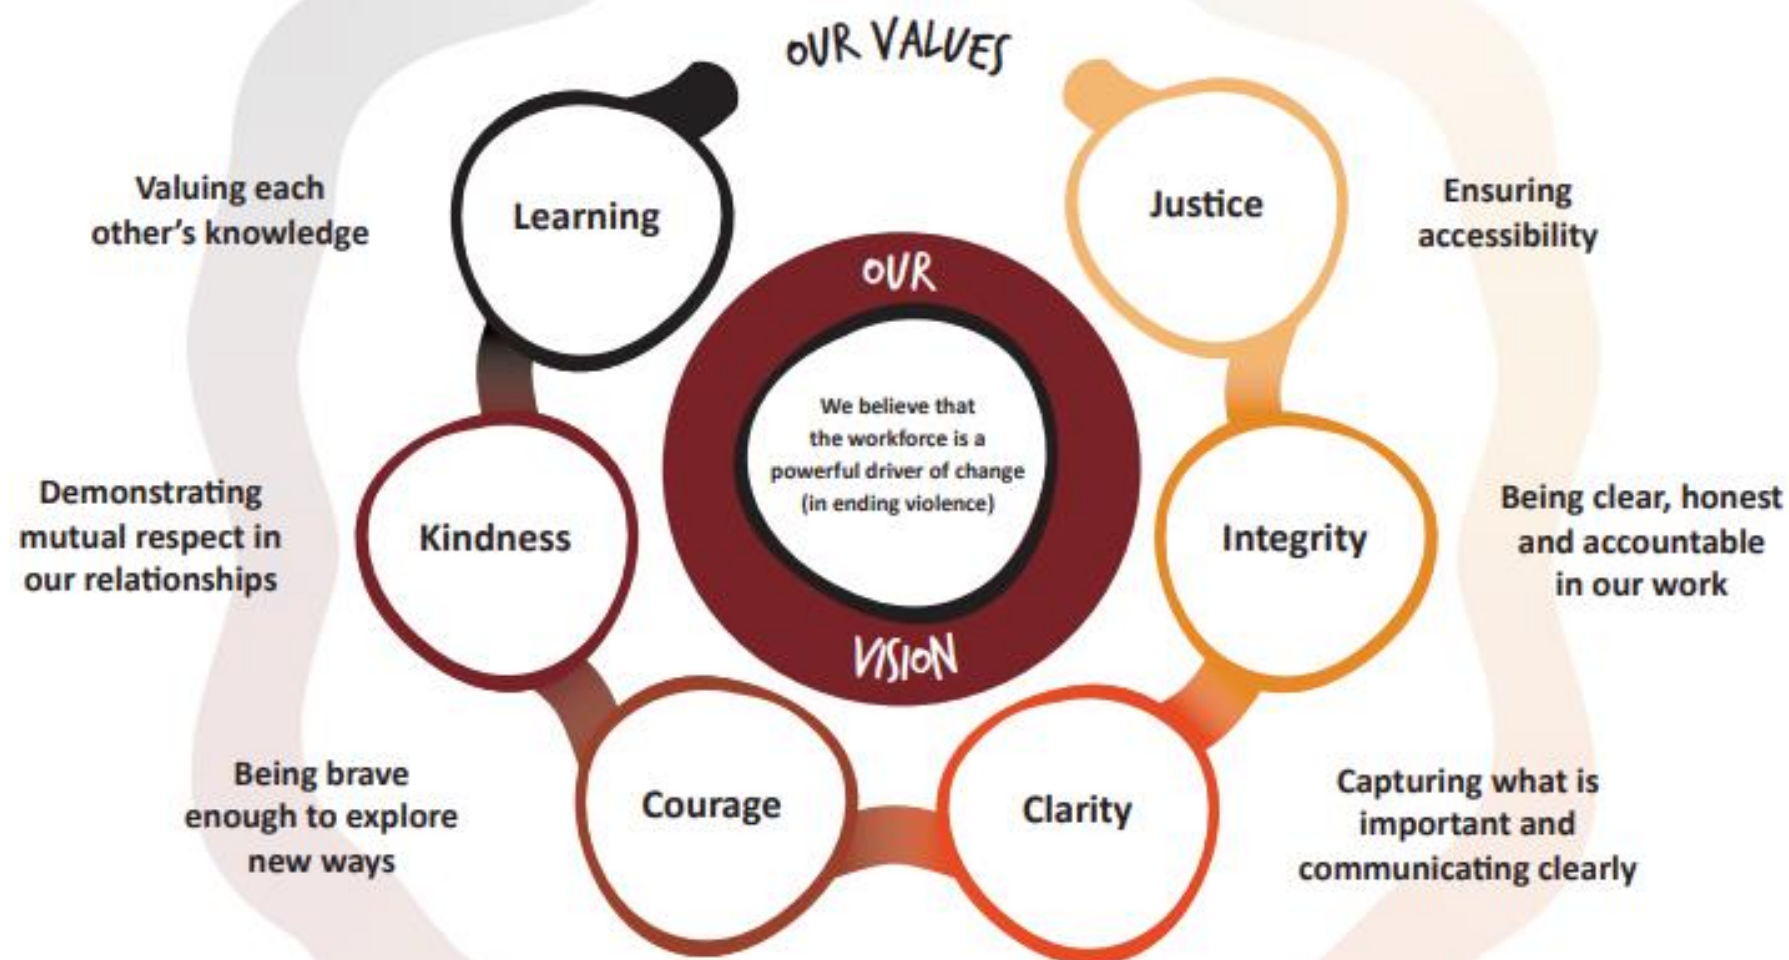 OUR VALUES
Learning
Valuing each
other's knowledge
Kindness
Demonstrating
mutual respect in
our relationships
Courage
Being brave
enough to explore
new ways
Clarity
Capturing what is
important and
communicating clearly
Integrity
Being clear, honest
and accountable
in our work
Justice
Ensuring
accessibility
OUR
VISION
We believe that
the workforce is a
powerful driver of change
(in ending violence)